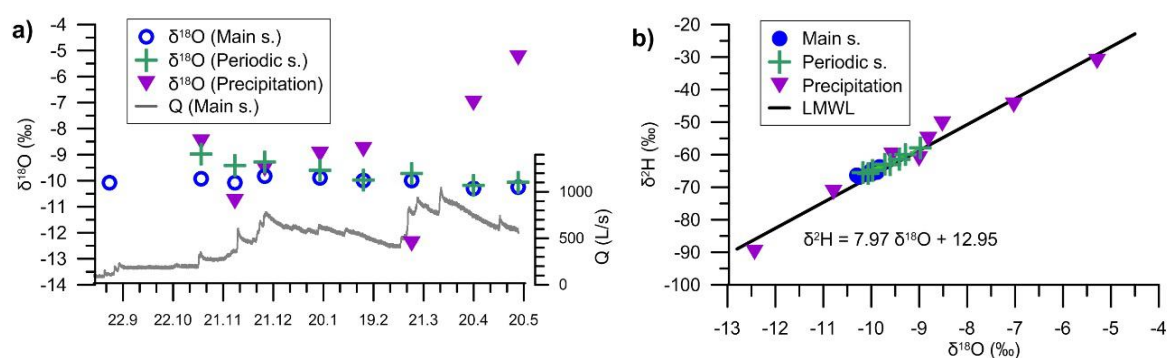 a)
δ18O (‰)
-4
-5
-6
-7
-8
-9
-10
-11
-12
-13
-14
δ¹⁸O (Main s.)
δ¹⁸O (Periodic s.)
δ¹⁸O (Precipitation)
Q (Main s.)
1000
500
0
Q (L/s)
22.9 22.10 21.11 21.12 20.1 19.2 21.3 20.4 20.5
b)
δ²H (‰)
-20
-30
-40
-50
-60
-70
-80
-90
-100
Main s.
Periodic s.
Precipitation
LMWL
δ²H = 7.97 δ¹⁸O + 12.95
-13 -12 -11 -10 -9 -8 -7 -6 -5 -4
δ¹⁸O (‰)